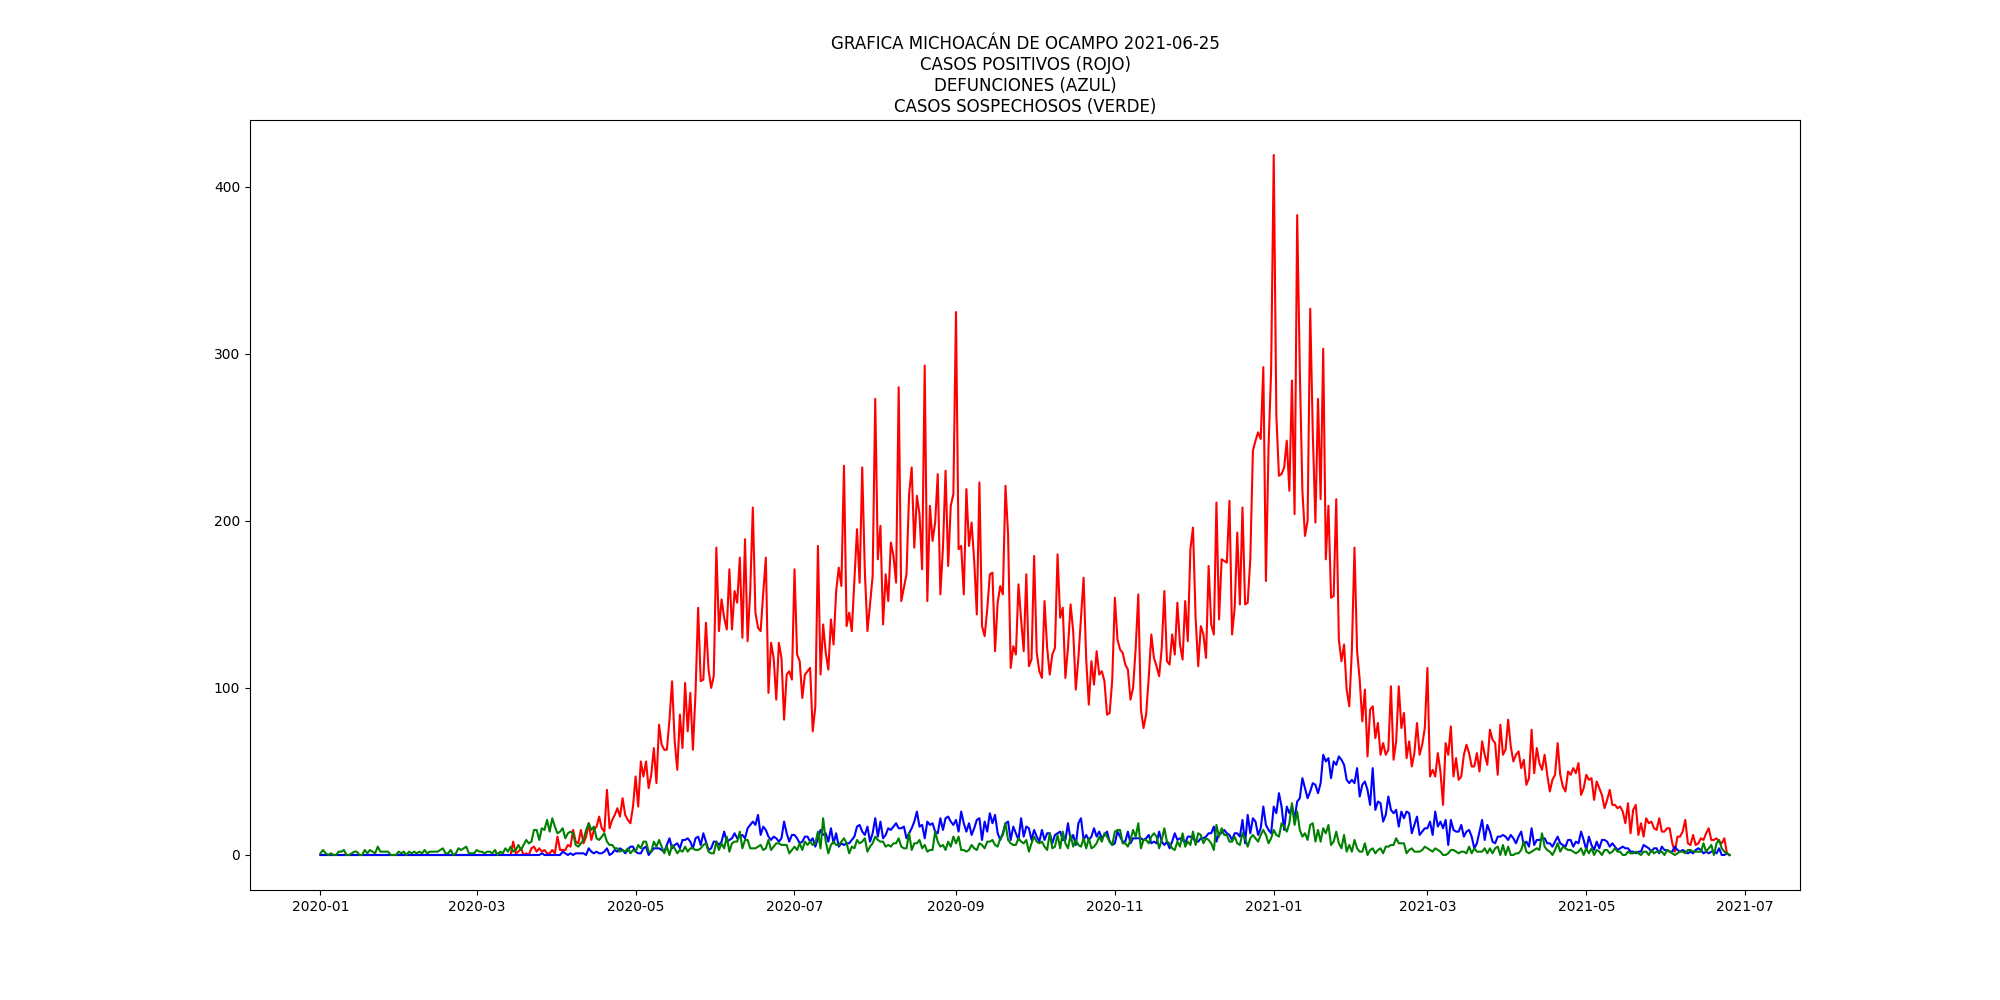 GRAFICA MICHOACÁN DE OCAMPO 2021-06-25
CASOS POSITIVOS (ROJO)
DEFUNCIONES (AZUL)
CASOS SOSPECHOSOS (VERDE)
400
300
200
100
0
2020-01 2020-03 2020-05 2020-07 2020-09 2020-11 2021-01 2021-03 2021-05 2021-07